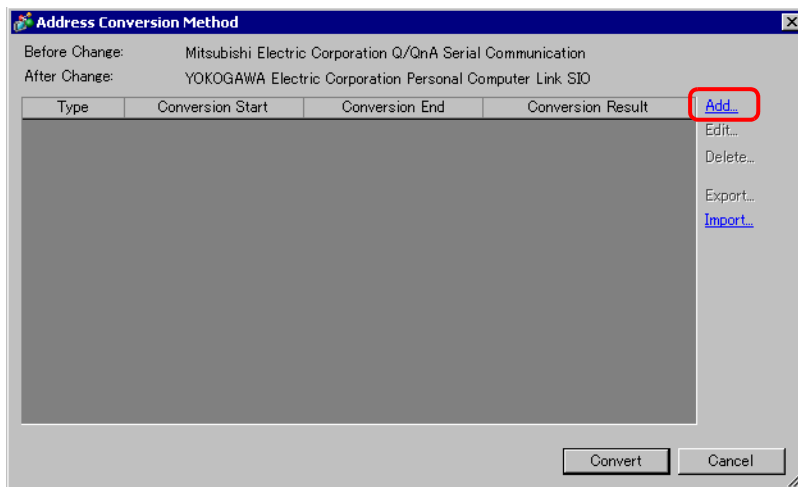 Address Conversion Method
Before Change: Mitsubishi Electric Corporation Q/QnA Serial Communication
After Change: YOKOGAWA Electric Corporation Personal Computer Link SIO
Type Conversion Start Conversion End Conversion Result
Add...
Edit...
Delete...
Export...
Import...
Convert Cancel